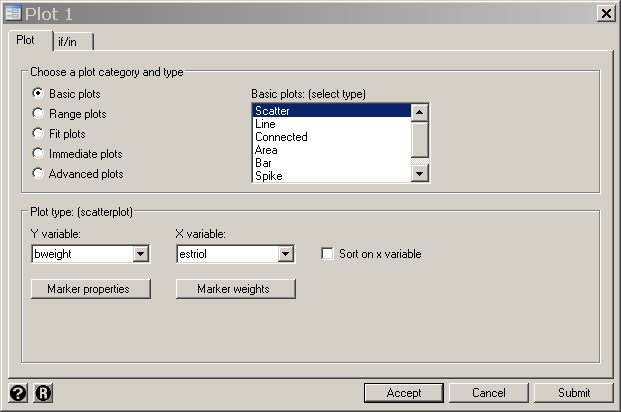 Plot 1
Plot if/in
Choose a plot category and type
Basic plots
Range plots
Fit plots
Immediate plots
Advanced plots
Basic plots: (select type)
Scatter
Line
Connected
Area
Bar
Spike
Plot type: (scatterplot)
Y variable: X variable:
bweight estriol Sort on x variable
Marker properties Marker weights
? R Accept Cancel Submit